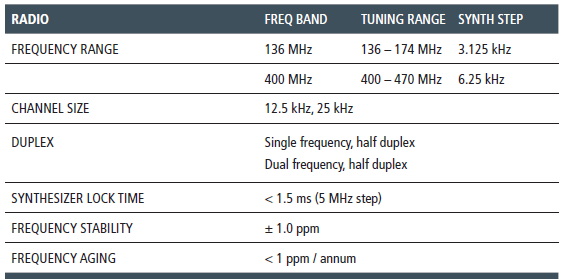 RADIO FREQ BAND TUNING RANGE SYNTH STEP
FREQUENCY RANGE 136 MHz 136 – 174 MHz 3.125 kHz
400 MHz 400 – 470 MHz 6.25 kHz
CHANNEL SIZE 12.5 kHz, 25 kHz
DUPLEX Single frequency, half duplex
Dual frequency, half duplex
SYNTHESIZER LOCK TIME < 1.5 ms (5 MHz step)
FREQUENCY STABILITY ± 1.0 ppm
FREQUENCY AGING < 1 ppm / annum